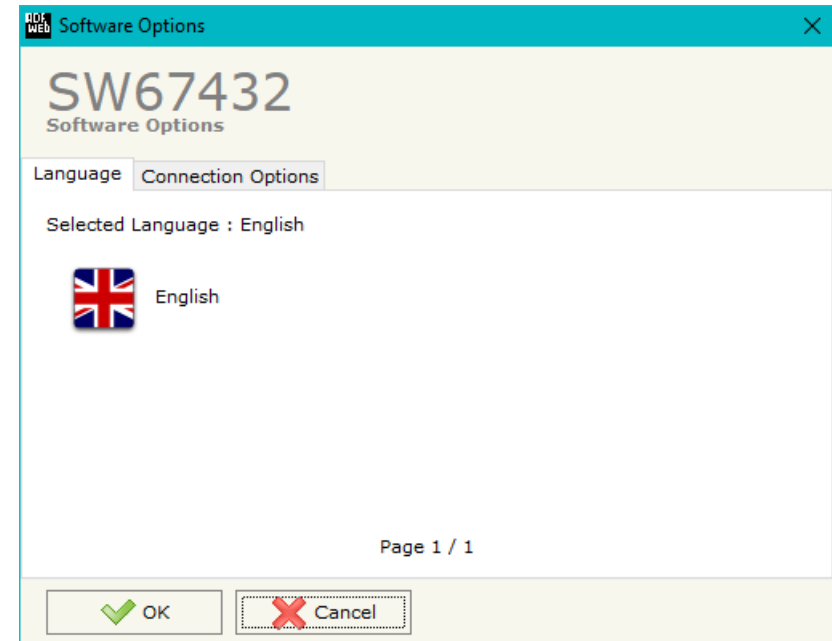 ADF
WEB
Software Options
SW67432
Software Options
Language
Connection Options
Selected Language : English
English
Page 1 / 1
OK
Cancel